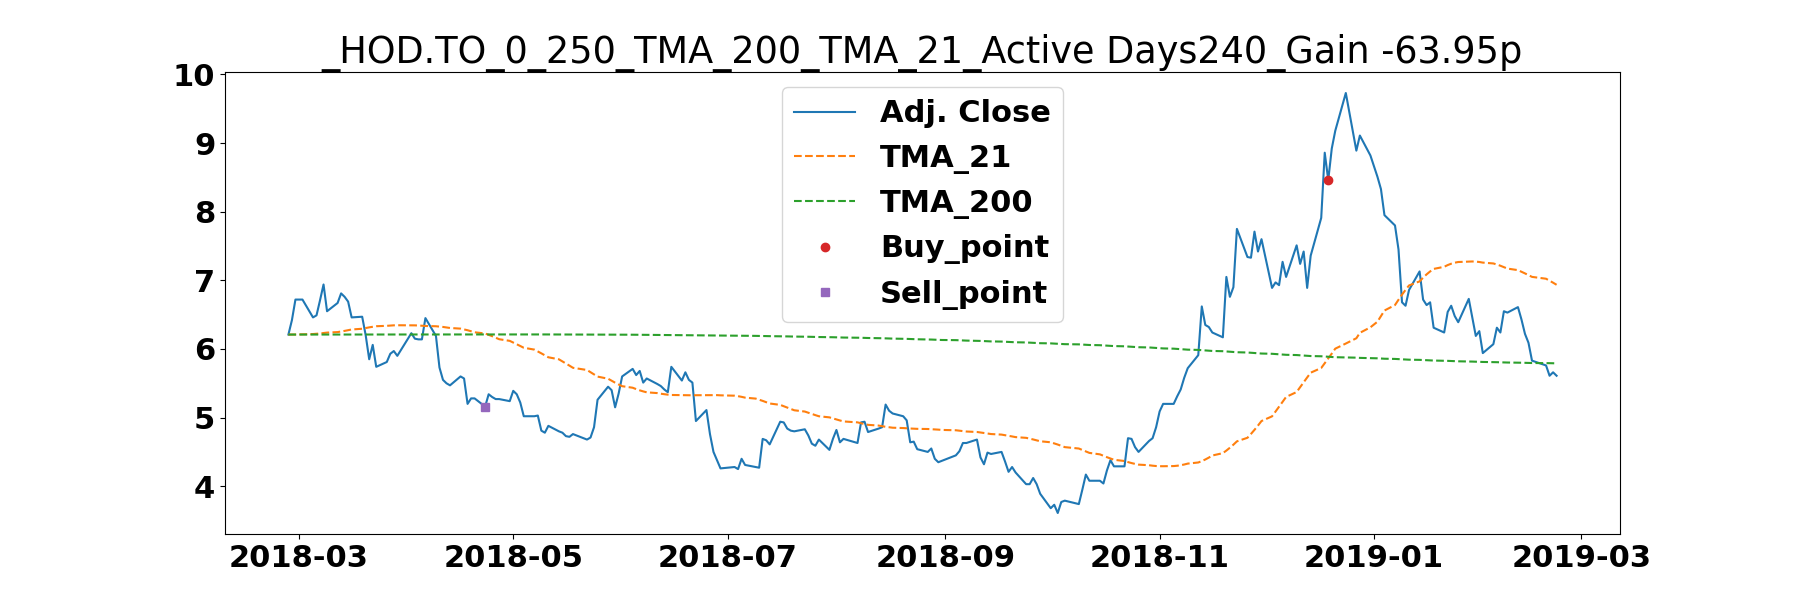 _HOD.TO_0_250_TMA_200_TMA_21_Active Days240_Gain -63.95p
10
9
8
7
6
5
4
Adj. Close
TMA_21
TMA_200
Buy_point
Sell_point
2018-03 2018-05 2018-07 2018-09 2018-11 2019-01 2019-03